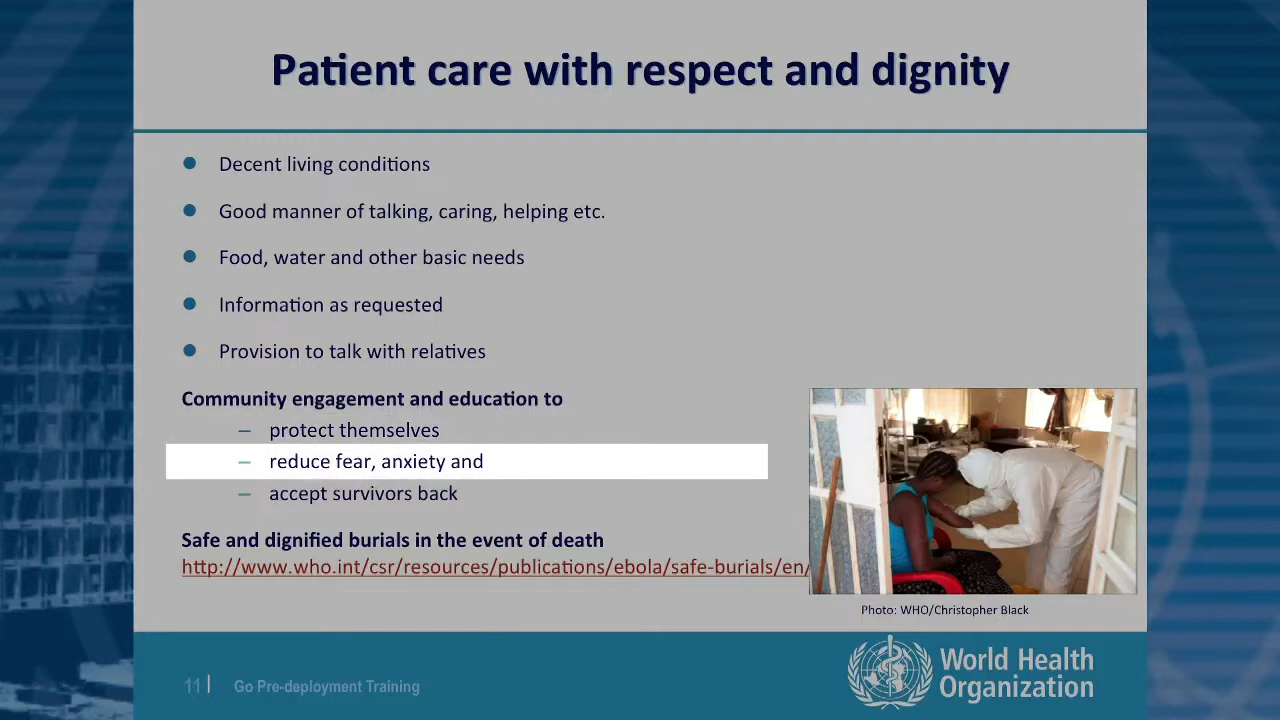 Patient care with respect and dignity
Decent living conditions
Good manner of talking, caring, helping etc.
Food, water and other basic needs
Information as requested
Provision to talk with relatives
Community engagement and education to
– protect themselves
– reduce fear, anxiety and
– accept survivors back
Safe and dignified burials in the event of death
http://www.who.int/csr/resources/publications/ebola/safe-burials/en/
Photo: WHO/Christopher Black
11 | Go Pre-deployment Training
World Health
Organization